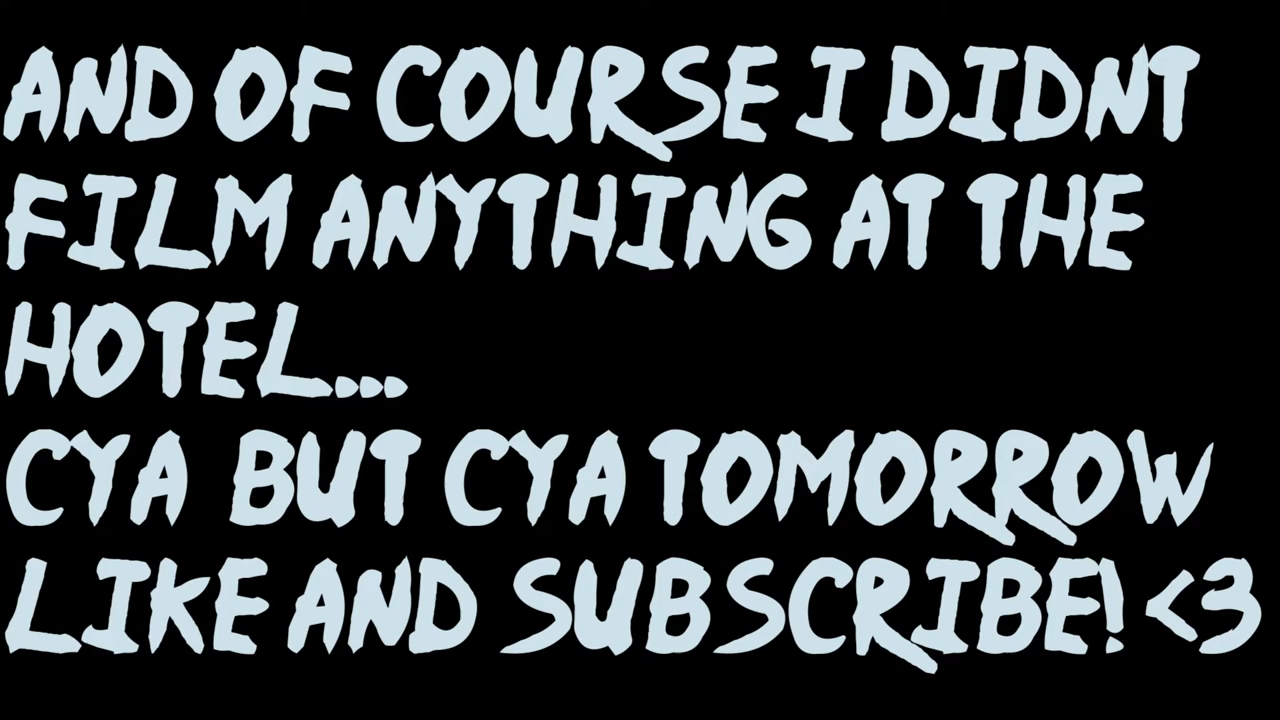 AND OF COURSE I DIDNT
FILM ANYTHING AT THE
HOTEL...
CYA BUT CYA TOMORROW
LIKE AND SUBSCRIBE! <3